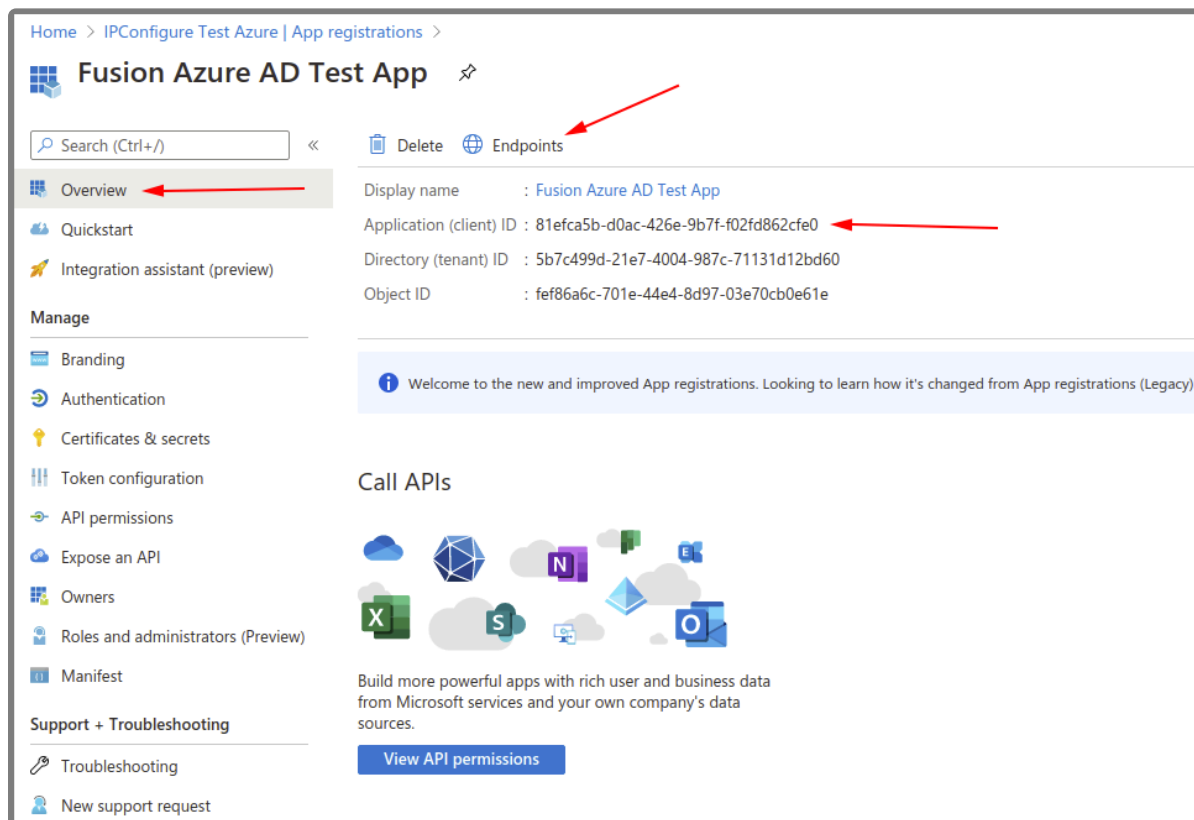 Home > IPConfigure Test Azure | App registrations >
Fusion Azure AD Test App
Search (Ctrl+/)
«
Overview
Quickstart
Integration assistant (preview)
Manage
Branding
Authentication
Certificates & secrets
Token configuration
API permissions
Expose an API
Owners
Roles and administrators (Preview)
Manifest
Support + Troubleshooting
Troubleshooting
New support request
Delete Endpoints
Display name : Fusion Azure AD Test App
Application (client) ID : 81efca5b-d0ac-426e-9b7f-f02fd862cfe0
Directory (tenant) ID : 5b7c499d-21e7-4004-987c-71131d12bd60
Object ID : fef86a6c-701e-44e4-8d97-03e70cb0e61e
Welcome to the new and improved App registrations. Looking to learn how it's changed from App registrations (Legacy)
Call APIs
N
E
X
S
O
Build more powerful apps with rich user and business data
from Microsoft services and your own company's data
sources.
View API permissions